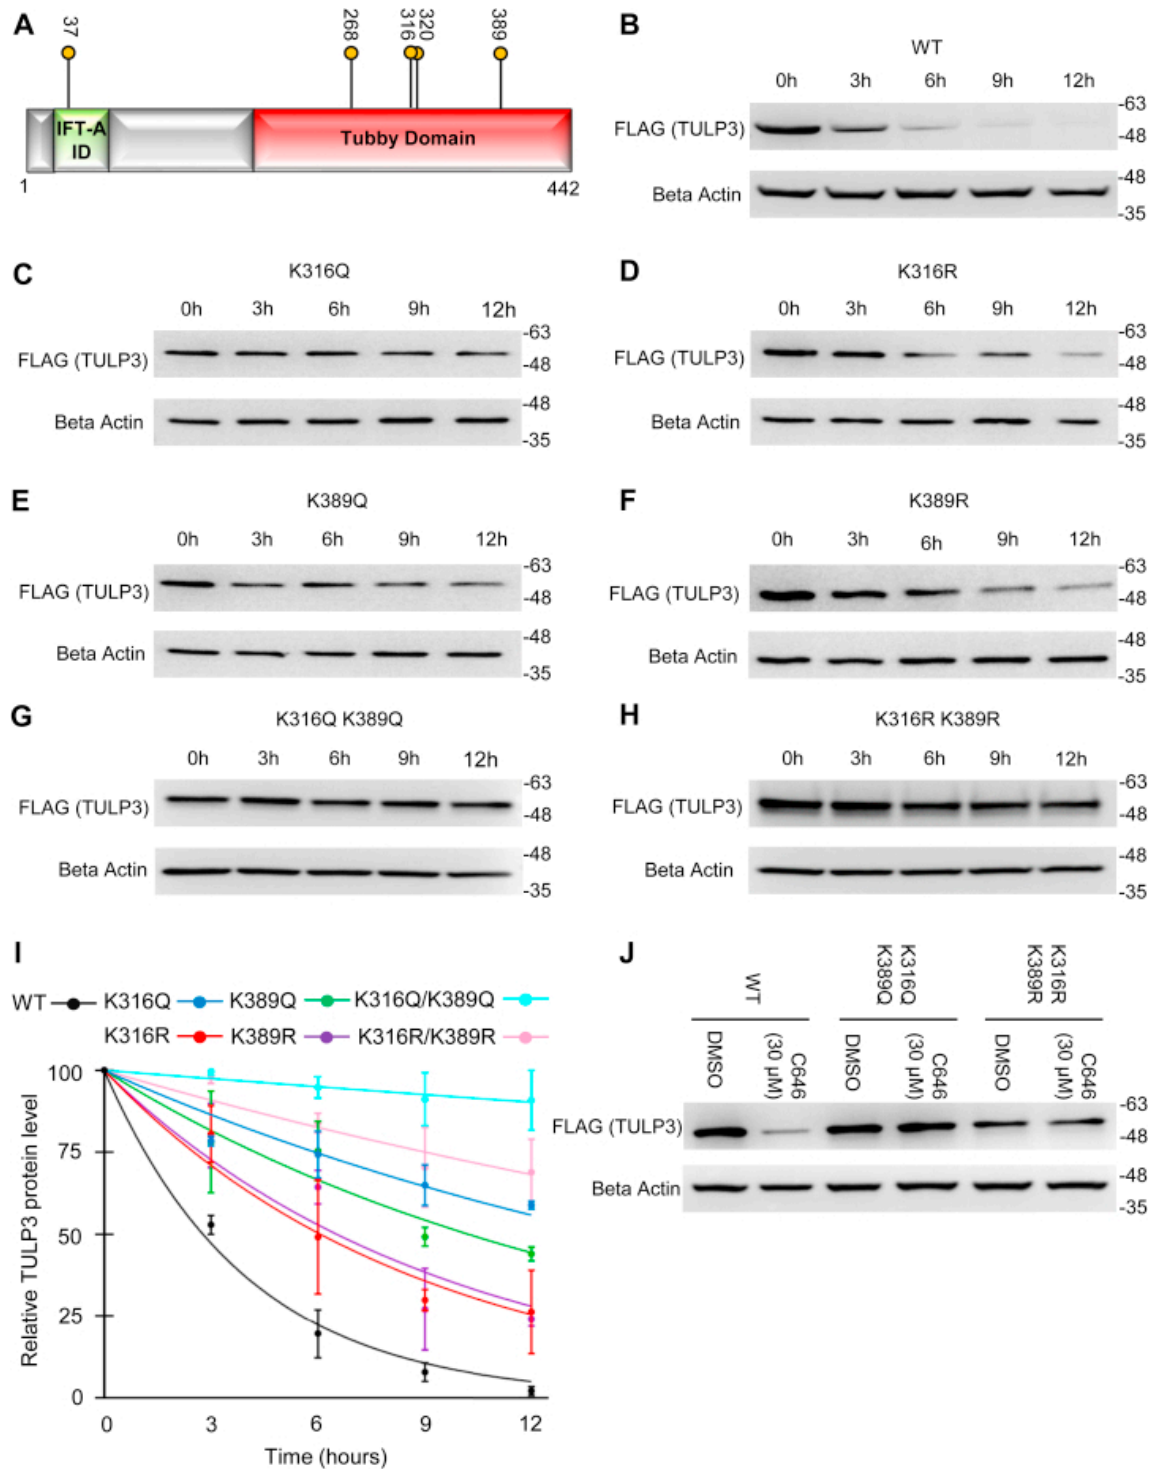 A
37
268
316
320
389
IFT-A
ID
Tubby Domain
1
442
B
WT
0h 3h 6h 9h 12h
FLAG (TULP3)
-63
-48
Beta Actin
-48
-35
C
K316Q
0h 3h 6h 9h 12h
FLAG (TULP3)
-63
-48
Beta Actin
-48
-35
D
K316R
0h 3h 6h 9h 12h
FLAG (TULP3)
-63
-48
Beta Actin
-48
-35
E
K389Q
0h 3h 6h 9h 12h
FLAG (TULP3)
-63
-48
Beta Actin
-48
-35
F
K389R
0h 3h 6h 9h 12h
FLAG (TULP3)
-63
-48
Beta Actin
-48
-35
G
K316Q K389Q
0h 3h 6h 9h 12h
FLAG (TULP3)
-63
-48
Beta Actin
-48
-35
H
K316R K389R
0h 3h 6h 9h 12h
FLAG (TULP3)
-63
-48
Beta Actin
-48
-35
I
WT K316Q K389Q K316Q/K389Q
K316R K389R K316R/K389R
Relative TULP3 protein level
100
75
50
25
0
0 3 6 9 12
Time (hours)
J
WT
K316Q
K389Q
K316R
K389R
DMSO
C646
(30 µM)
DMSO
C646
(30 µM)
DMSO
C646
(30 µM)
FLAG (TULP3)
-63
-48
Beta Actin
-48
-35